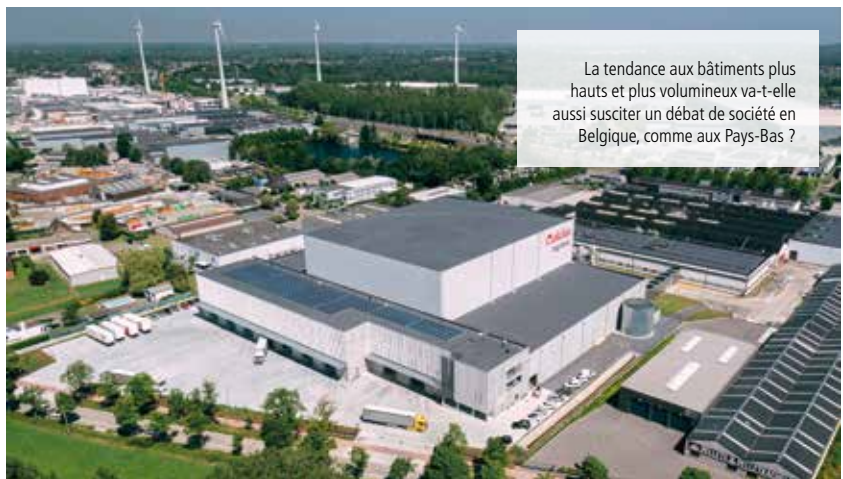 La tendance aux bâtiments plus
hauts et plus volumineux va-t-elle
aussi susciter un débat de société en
Belgique, comme aux Pays-Bas ?